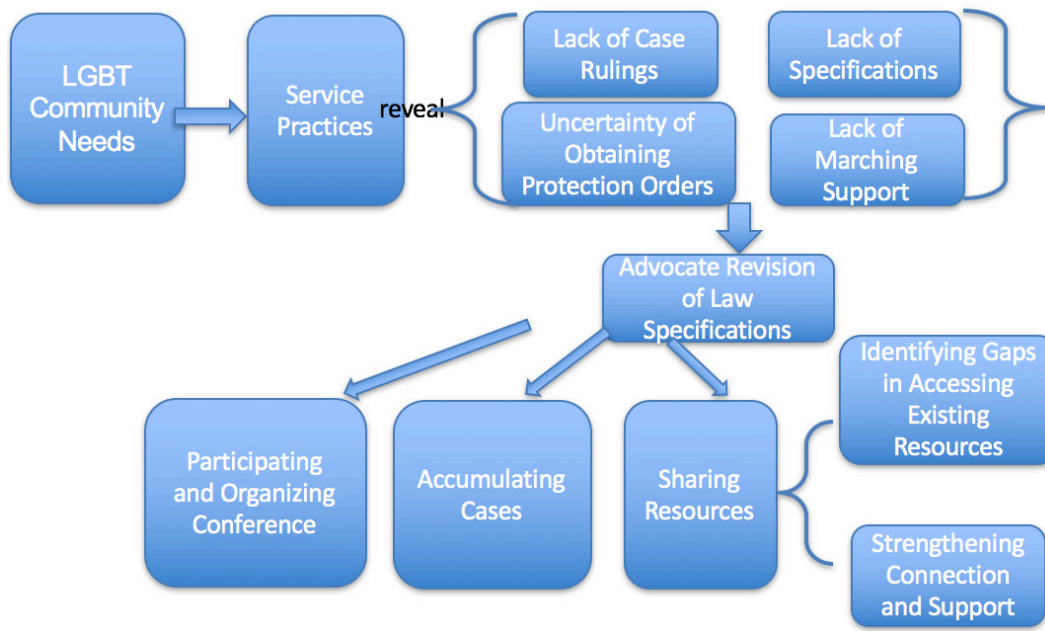 LGBT
Community
Needs
Service
Practices
reveal
Lack of Case
Rulings
Uncertainty of
Obtaining
Protection Orders
Lack of
Specifications
Lack of
Marching
Support
Advocate Revision
of Law
Specifications
Participating
and Organizing
Conference
Accumulating
Cases
Sharing
Resources
Identifying Gaps
in Accessing
Existing
Resources
Strengthening
Connection
and Support